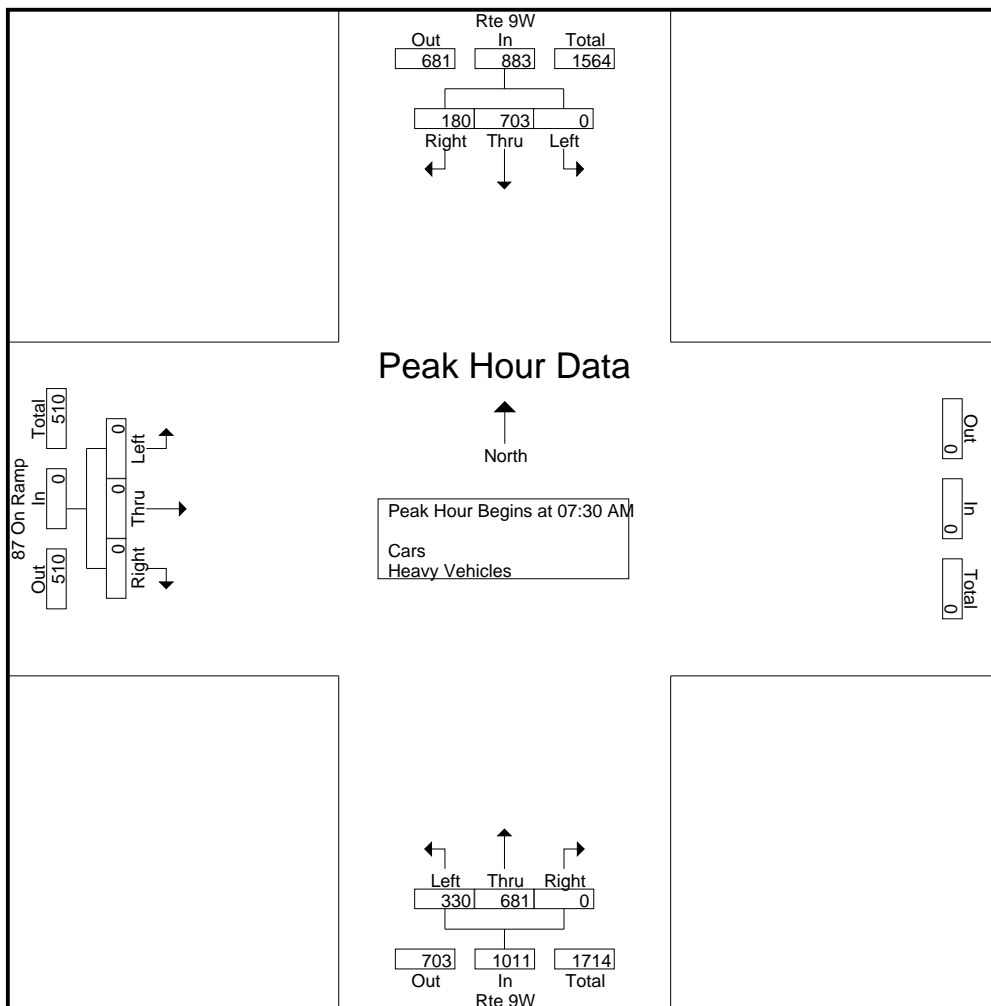 Rte 9W
Out In Total
681 883 1564
180 703 0
Right Thru Left
Peak Hour Data
North
Peak Hour Begins at 07:30 AM
Cars
Heavy Vehicles
87 On Ramp
Out In Total
510 0 510
Right Thru Left
0 0 0
Out In Total
0 0 0
Left Thru Right
330 681 0
703 1011 1714
Out In Total
Rte 9W